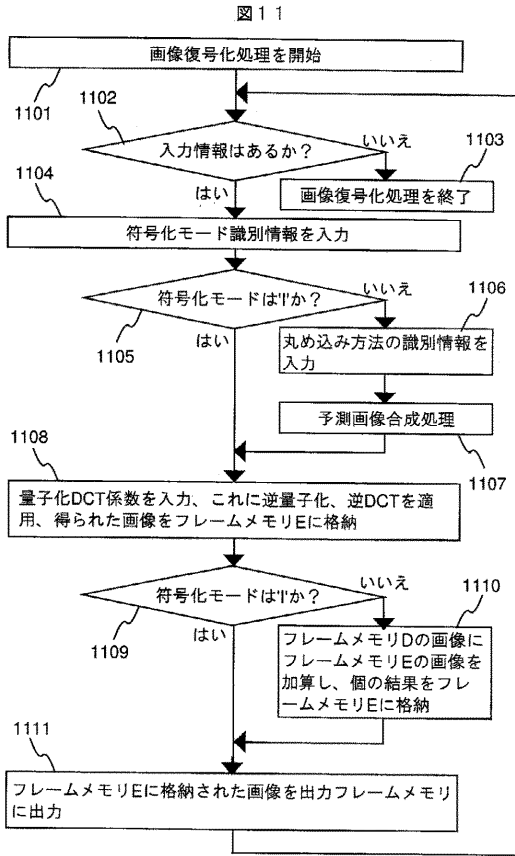 図１１
画像復号化処理を開始
1101
1102
入力情報はあるか？
いいえ
1103
画像復号化処理を終了
はい
1104
符号化モード識別情報を入力
符号化モードは'I'か？
いいえ
1105
はい
1106
丸め込み方法の識別情報を
入力
予測画像合成処理
1107
1108
量子化DCT係数を入力、これに逆量子化、逆DCTを適
用、得られた画像をフレームメモリEに格納
符号化モードは'I'か？
いいえ
1109
はい
1110
フレームメモリDの画像に
フレームメモリEの画像を
加算し、個の結果をフレ
ームメモリEに格納
1111
フレームメモリEに格納された画像を出力フレームメモリ
に出力